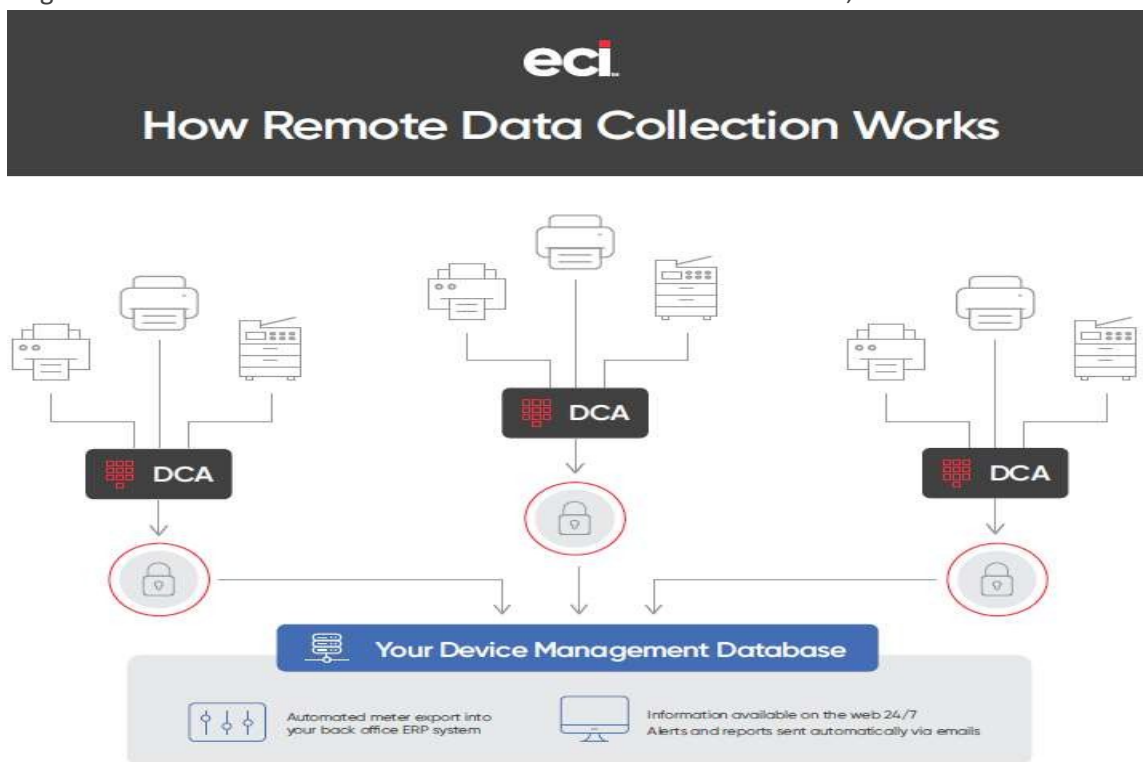 eci
How Remote Data Collection Works
DCA
DCA
DCA
Your Device Management Database
Automated meter export into
your back office ERP system
Information available on the web 24/7
Alerts and reports sent automatically via emails